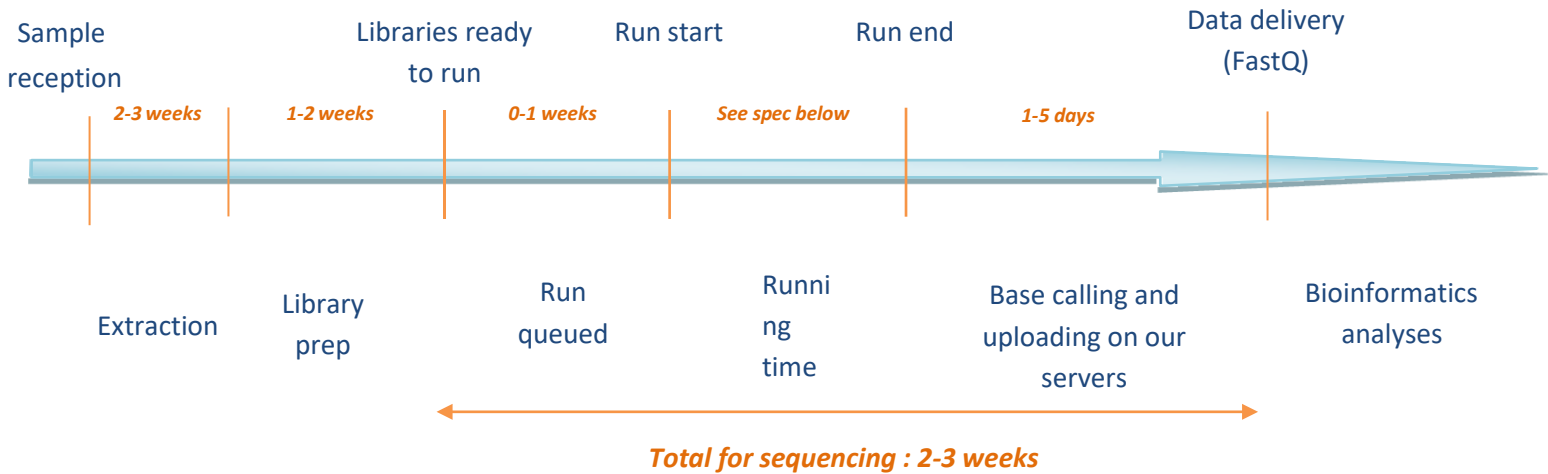 Sample
reception
Libraries ready
to run
Run start
Run end
Data delivery
(FastQ)
2-3 weeks
1-2 weeks
0-1 weeks
See spec below
1-5 days
Extraction
Library
prep
Run
queued
Runni
ng
time
Base calling and
uploading on our
servers
Bioinformatics
analyses
Total for sequencing : 2-3 weeks